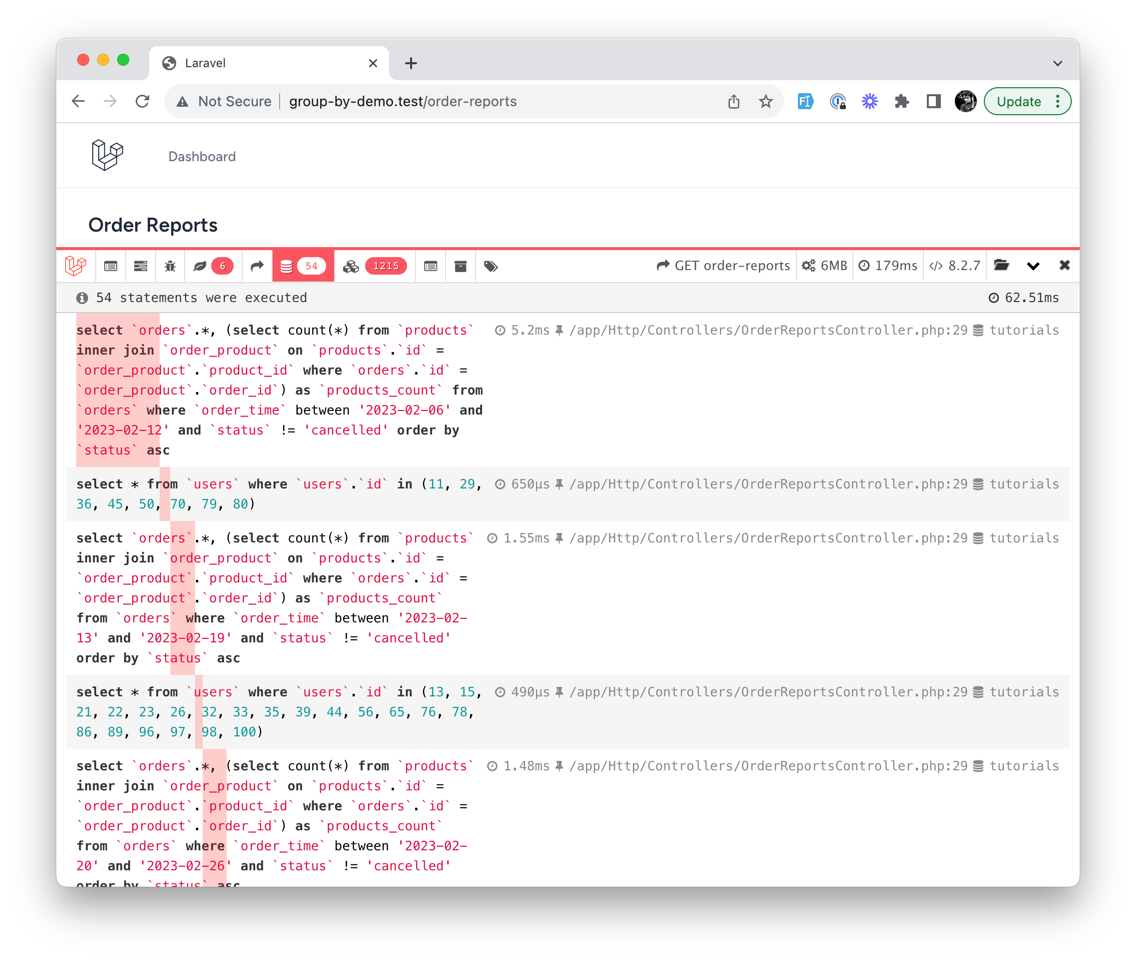 Laravel
Not Secure group-by-demo.test/order-reports Update
Dashboard
Order Reports
6 54 1215 GET order-reports 6MB 179ms </> 8.2.7
54 statements were executed 62.51ms
select `orders`.*, (select count(*) from `products` 5.2ms /app/Http/Controllers/OrderReportsController.php:29 tutorials
inner join `order_product` on `products`.`id` =
`order_product`.`product_id` where `orders`.`id` =
`order_product`.`order_id`) as `products_count` from
`orders` where `order_time` between '2023-02-06' and
'2023-02-12' and `status` != 'cancelled' order by
`status` asc
select * from `users` where `users`.`id` in (11, 29, 650μs /app/Http/Controllers/OrderReportsController.php:29 tutorials
36, 45, 50, 70, 79, 80)
select `orders`.*, (select count(*) from `products` 1.55ms /app/Http/Controllers/OrderReportsController.php:29 tutorials
inner join `order_product` on `products`.`id` =
`order_product`.`product_id` where `orders`.`id` =
`order_product`.`order_id`) as `products_count`
from `orders` where `order_time` between '2023-02-
13' and '2023-02-19' and `status` != 'cancelled'
order by `status` asc
select * from `users` where `users`.`id` in (13, 15, 490μs /app/Http/Controllers/OrderReportsController.php:29 tutorials
21, 22, 23, 26, 32, 33, 35, 39, 44, 56, 65, 76, 78,
86, 89, 96, 97, 98, 100)
select `orders`.*, (select count(*) from `products` 1.48ms /app/Http/Controllers/OrderReportsController.php:29 tutorials
inner join `order_product` on `products`.`id` =
`order_product`.`product_id` where `orders`.`id` =
`order_product`.`order_id`) as `products_count`
from `orders` where `order_time` between '2023-02-
20' and '2023-02-26' and `status` != 'cancelled'
order by `status` asc